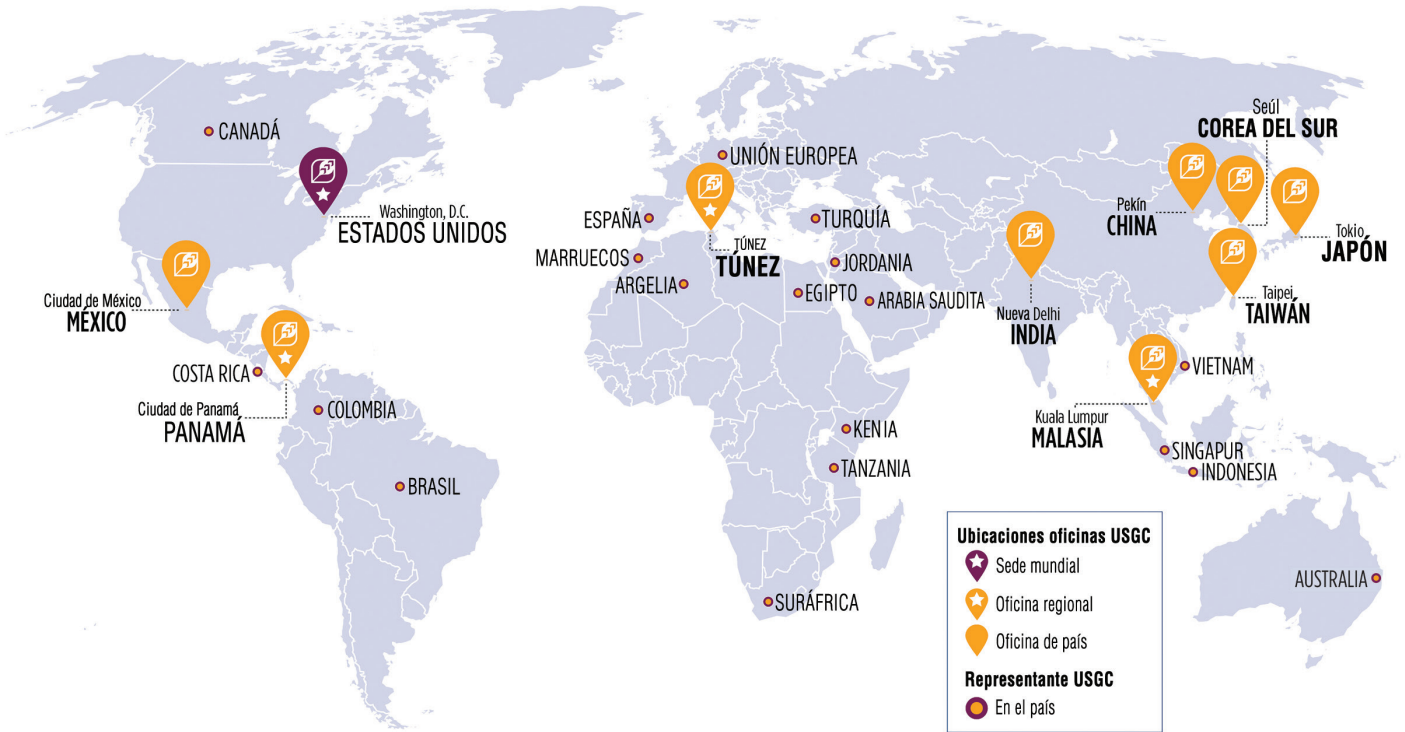 CANADÁ
Washington, D.C.
ESTADOS UNIDOS
Ciudad de México
MÉXICO
COSTA RICA
Ciudad de Panamá
PANAMÁ
COLOMBIA
BRASIL
UNIÓN EUROPEA
ESPAÑA
TURQUÍA
TÚNEZ
TÚNEZ
MARRUECOS
JORDANIA
ARGELIA
EGIPTO
ARABIA SAUDITA
KENIA
TANZANIA
SURÁFRICA
Seúl
COREA DEL SUR
Pekín
CHINA
Tokio
JAPÓN
Nueva Delhi
INDIA
Taipei,
TAIWÁN
VIETNAM
Kuala Lumpur
MALASIA
SINGAPUR
INDONESIA
AUSTRALIA
Ubicaciones oficinas USGC
Sede mundial
Oficina regional
Oficina de país
Representante USGC
En el país